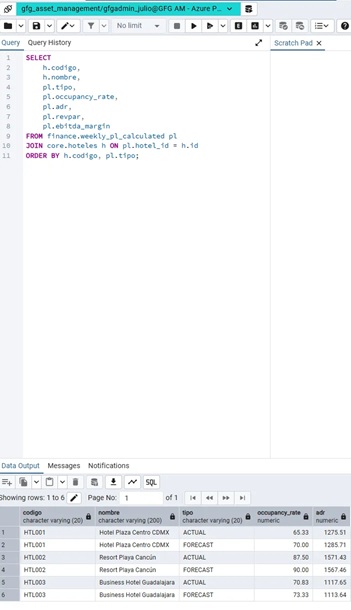 gfg_asset_management/gfgadmin_julio@GFG AM - Azure P...
No limit
Query
Query History
Scratch Pad
1 SELECT
2 h.codigo,
3 h.nombre,
4 pl.tipo,
5 pl.occupancy_rate,
6 pl.adr,
7 pl.revpar,
8 pl.ebitda_margin
9 FROM finance.weekly_pl_calculated pl
10 JOIN core.hoteles h ON pl.hotel_id = h.id
11 ORDER BY h.codigo, pl.tipo;
Data Output Messages Notifications
SQL
Showing rows: 1 to 6 Page No: 1 of 1
codigo nombre tipo occupancy_rate adr
character varying (20) character varying (200) character varying (20) numeric numeric
1 HTL001 Hotel Plaza Centro CDMX ACTUAL 65.33 1275.51
2 HTL001 Hotel Plaza Centro CDMX FORECAST 70.00 1285.71
3 HTL002 Resort Playa Cancún ACTUAL 87.50 1571.43
4 HTL002 Resort Playa Cancún FORECAST 90.00 1567.46
5 HTL003 Business Hotel Guadalajara ACTUAL 70.83 1117.65
6 HTL003 Business Hotel Guadalajara FORECAST 73.33 1113.64